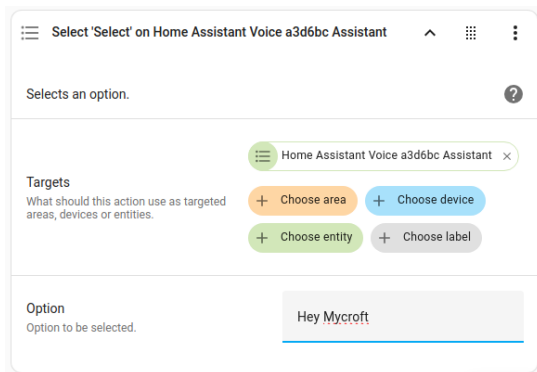 Select 'Select' on Home Assistant Voice a3d6bc Assistant
Selects an option.
Home Assistant Voice a3d6bc Assistant
Targets
What should this action use as targeted
areas, devices or entities.
Choose area
Choose device
Choose entity
Choose label
Option
Option to be selected.
Hey Mycroft